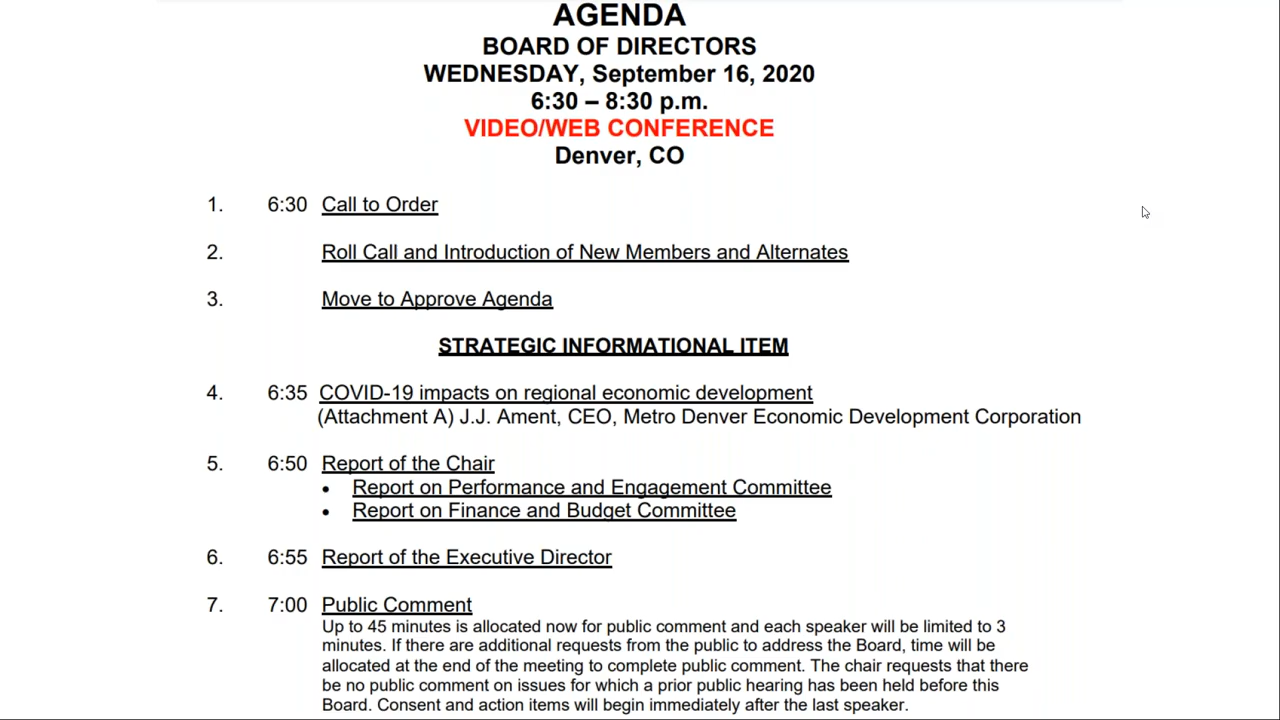 AGENDA
BOARD OF DIRECTORS
WEDNESDAY, September 16, 2020
6:30 – 8:30 p.m.
VIDEO/WEB CONFERENCE
Denver, CO
1. 6:30 Call to Order
2. Roll Call and Introduction of New Members and Alternates
3. Move to Approve Agenda
STRATEGIC INFORMATIONAL ITEM
4. 6:35 COVID-19 impacts on regional economic development
(Attachment A) J.J. Ament, CEO, Metro Denver Economic Development Corporation
5. 6:50 Report of the Chair
• Report on Performance and Engagement Committee
• Report on Finance and Budget Committee
6. 6:55 Report of the Executive Director
7. 7:00 Public Comment
Up to 45 minutes is allocated now for public comment and each speaker will be limited to 3
minutes. If there are additional requests from the public to address the Board, time will be
allocated at the end of the meeting to complete public comment. The chair requests that there
be no public comment on issues for which a prior public hearing has been held before this
Board. Consent and action items will begin immediately after the last speaker.